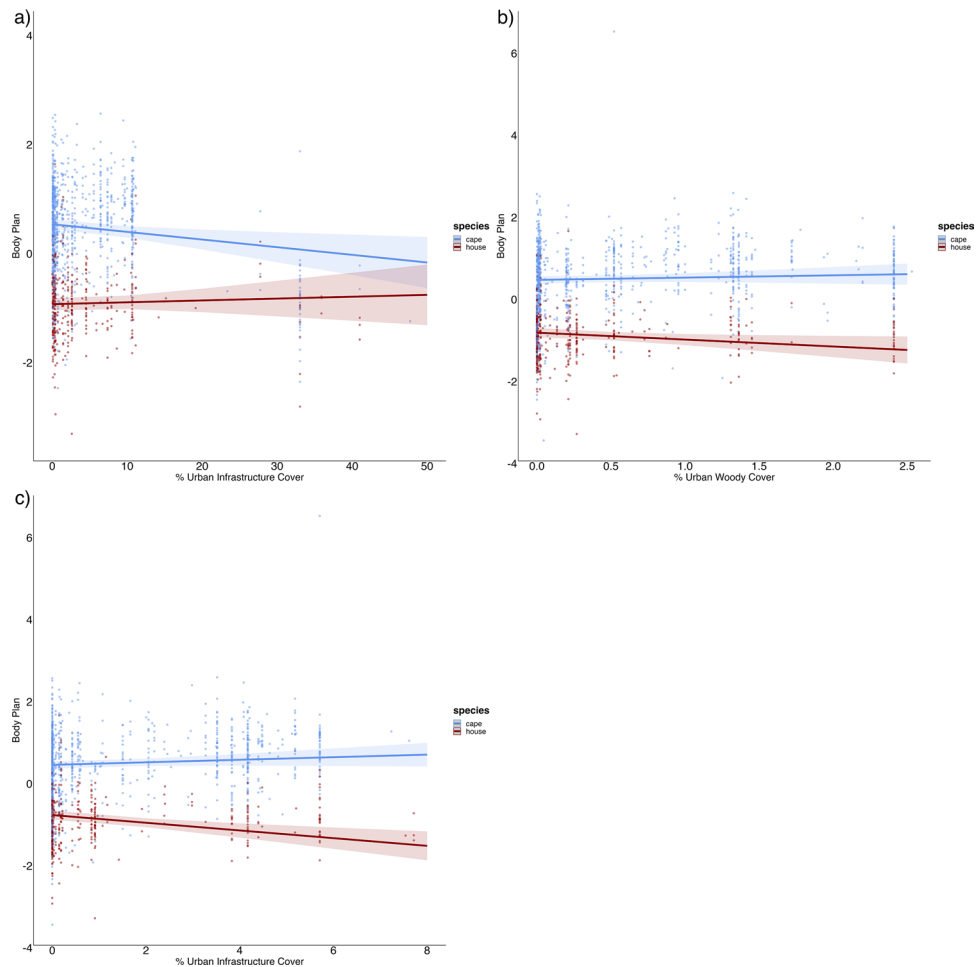 a)
4
2
0
-2
Body Plan
0
10
20
30
40
50
% Urban Infrastructure Cover
species
cape
house
b)
6
4
2
0
-2
-4
Body Plan
0.0
0.5
1.0
1.5
2.0
2.5
% Urban Woody Cover
species
cape
house
c)
6
4
2
0
-2
-4
Body Plan
0
2
4
6
8
% Urban Infrastructure Cover
species
cape
house